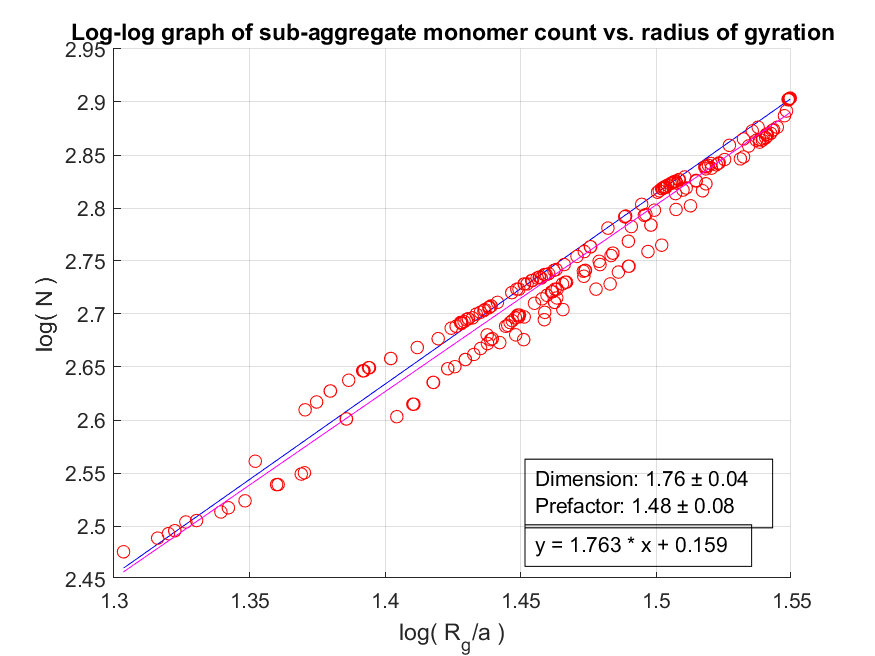 Log-log graph of sub-aggregate monomer count vs. radius of gyration
2.95
2.9
2.85
2.8
2.75
2.7
2.65
2.6
2.55
2.5
2.45
log( N )
Dimension: 1.76 ± 0.04
Prefactor: 1.48 ± 0.08
y = 1.763 * x + 0.159
1.3 1.35 1.4 1.45 1.5 1.55
log( Rg/a )